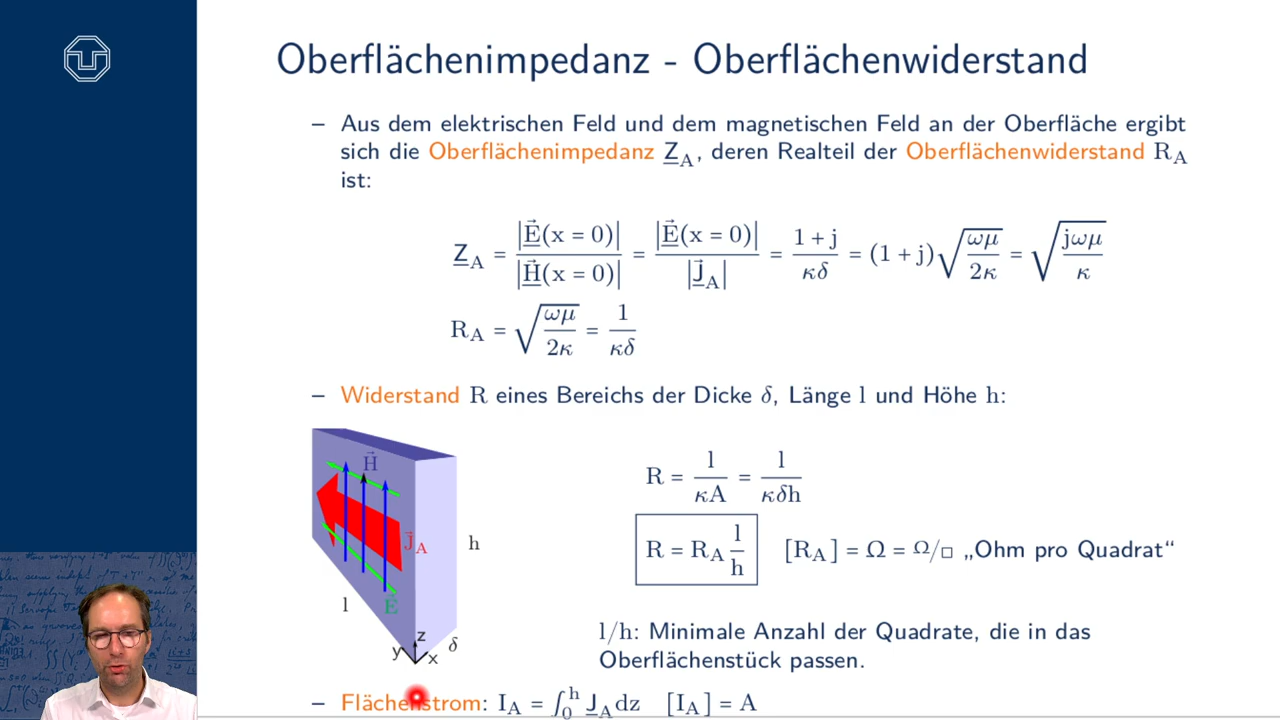 Oberflächenimpedanz - Oberflächenwiderstand
– Aus dem elektrischen Feld und dem magnetischen Feld an der Oberfläche ergibt
sich die Oberflächenimpedanz Z_A, deren Realteil der Oberflächenwiderstand R_A
ist:
Z_A = |E⃗(x = 0)| / |H⃗(x = 0)| = |E⃗(x = 0)| / |J⃗_A| = (1 + j) / κδ = (1 + j)√(ωμ / 2κ) = √(jωμ / κ)
R_A = √(ωμ / 2κ) = 1 / κδ
– Widerstand R eines Bereichs der Dicke δ, Länge l und Höhe h:
H⃗
J⃗_A
h
l
E⃗
z
y
x
δ
R = l / κA = l / κδh
R = R_A l / h [R_A] = Ω = Ω/□ „Ohm pro Quadrat“
l/h: Minimale Anzahl der Quadrate, die in das
Oberflächenstück passen.
– Flächenstrom: I_A = ∫₀ʰ J_A dz [I_A] = A